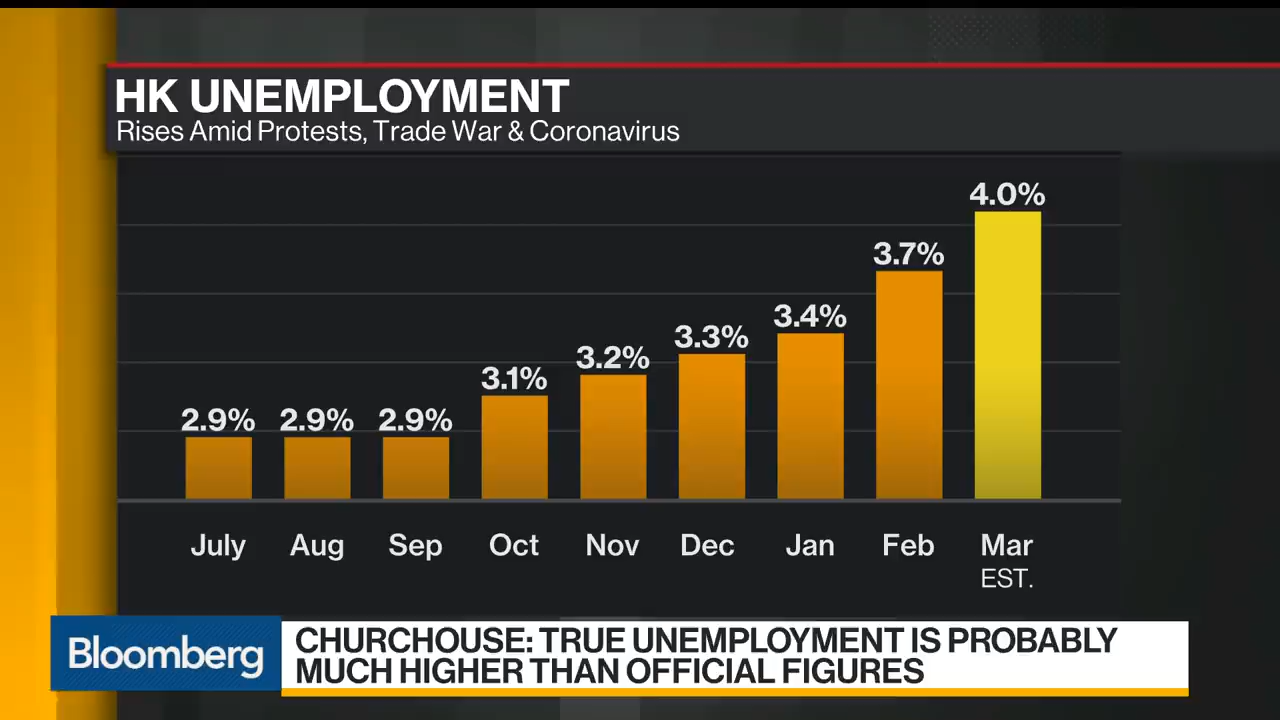 HK UNEMPLOYMENT
Rises Amid Protests, Trade War & Coronavirus
4.0%
3.7%
3.4%
3.3%
3.2%
3.1%
2.9% 2.9% 2.9%
July Aug Sep Oct Nov Dec Jan Feb Mar
EST.
Bloomberg
CHURCHOUSE: TRUE UNEMPLOYMENT IS PROBABLY
MUCH HIGHER THAN OFFICIAL FIGURES